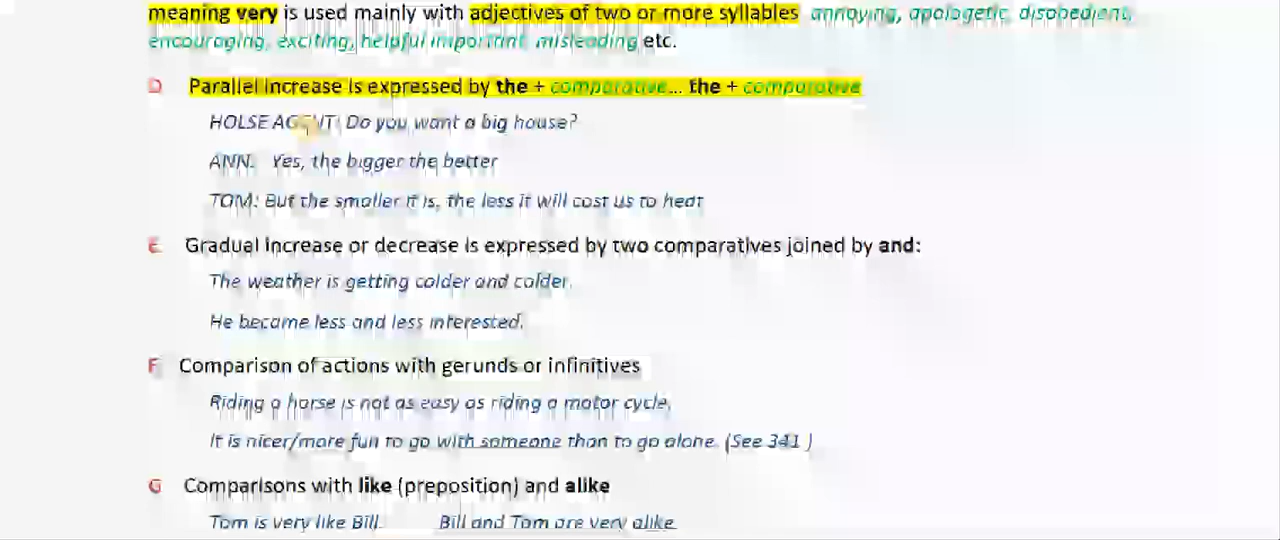 meaning very is used mainly with adjectives of two or more syllables annoying, apologetic, disobedient,
encouraging, exciting, helpful important misleading etc.
D Parallel increase is expressed by the + comparative... the + comparative
HOLSE AGENT: Do you want a big house?
ANN: Yes, the bigger the better
TOM: But the smaller it is, the less it will cost us to heat
E Gradual increase or decrease is expressed by two comparatives joined by and:
The weather is getting colder and colder.
He became less and less interested.
F Comparison of actions with gerunds or infinitives
Riding a horse is not as easy as riding a motor cycle.
It is nicer/more fun to go with someone than to go alone. (See 341 )
G Comparisons with like (preposition) and alike
Tom is very like Bill. Bill and Tom are very alike.